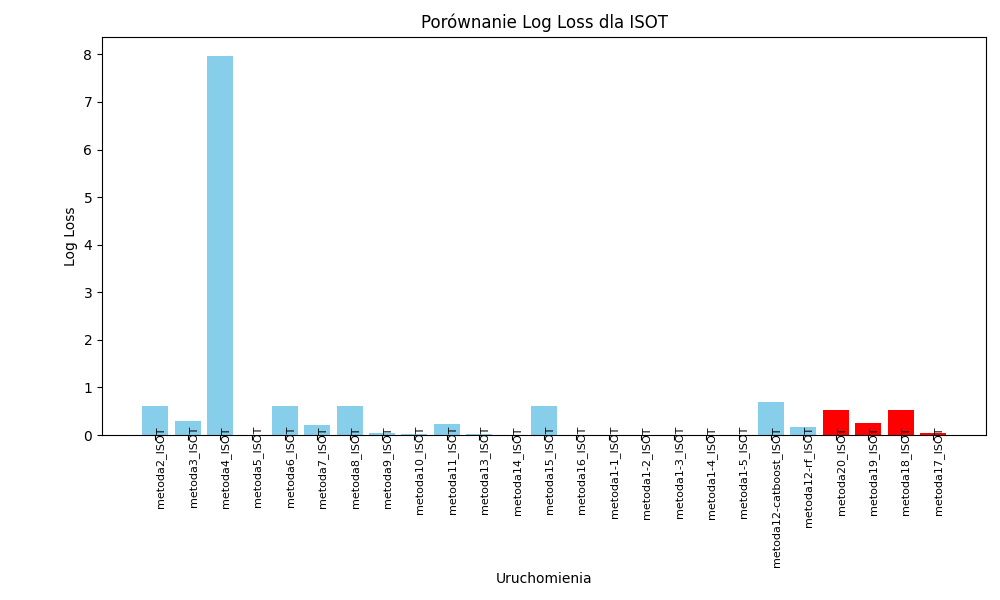 Porównanie Log Loss dla ISOT
8
7
6
5
4
3
2
1
0
Log Loss
metoda2_ISOT
metoda3_ISOT
metoda4_ISOT
metoda5_ISOT
metoda6_ISOT
metoda7_ISOT
metoda8_ISOT
metoda9_ISOT
metoda10_ISOT
metoda11_ISOT
metoda13_ISOT
metoda14_ISOT
metoda15_ISOT
metoda16_ISOT
metoda1-1_ISOT
metoda1-2_ISOT
metoda1-3_ISOT
metoda1-4_ISOT
metoda1-5_ISOT
metoda12-catboost_ISOT
metoda12-rf_ISOT
metoda20_ISOT
metoda19_ISOT
metoda18_ISOT
metoda17_ISOT
Uruchomienia